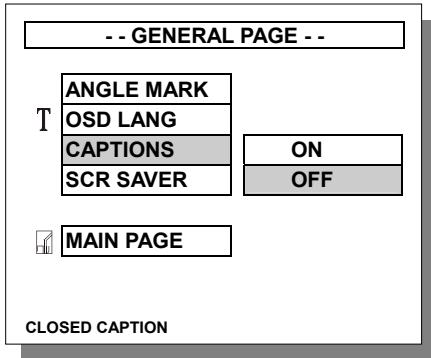 - - GENERAL PAGE - -
ANGLE MARK
T OSD LANG
CAPTIONS ON
SCR SAVER OFF
MAIN PAGE
CLOSED CAPTION